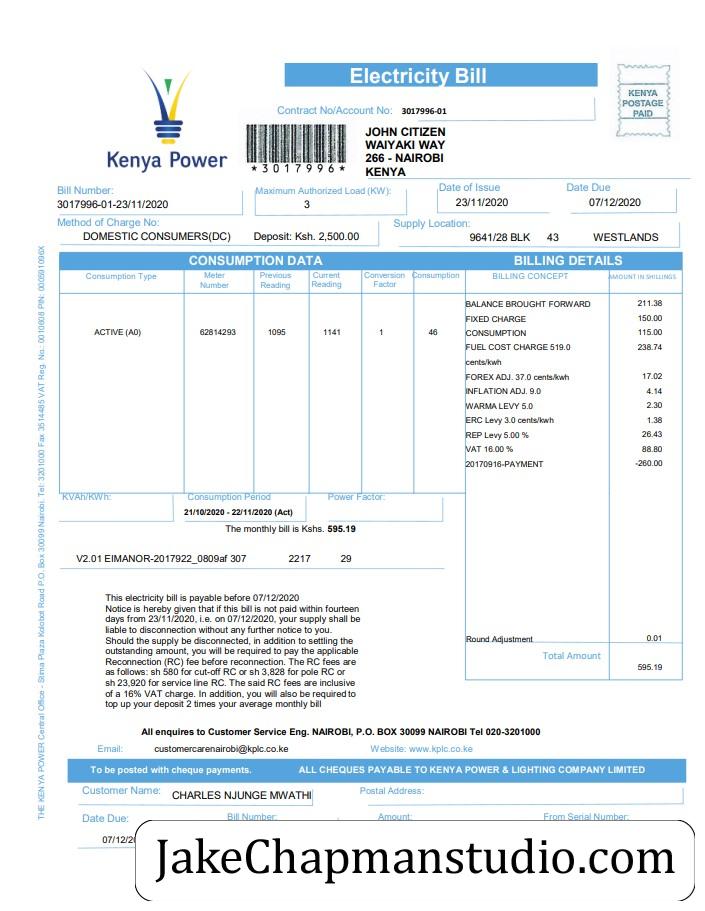 Electricity Bill
KENYA
POSTAGE
PAID
Contract No/Account No: 3017996-01
Kenya Power
*3017996*
JOHN CITIZEN
WAIYAKI WAY
266 - NAIROBI
KENYA
Bill Number: Maximum Authorized Load (KW): Date of Issue Date Due
3017996-01-23/11/2020 3 23/11/2020 07/12/2020
Method of Charge No: Supply Location:
DOMESTIC CONSUMERS(DC) Deposit: Ksh. 2,500.00 9641/28 BLK 43 WESTLANDS
CONSUMPTION DATA BILLING DETAILS
Consumption Type Meter Number Previous Reading Current Reading Conversion Factor Consumption BILLING CONCEPT AMOUNT IN SHILLINGS
ACTIVE (A0) 62814293 1095 1141 1 46
BALANCE BROUGHT FORWARD 211.38
FIXED CHARGE 150.00
CONSUMPTION 115.00
FUEL COST CHARGE 519.0 238.74
cents/kwh
FOREX ADJ. 37.0 cents/kwh 17.02
INFLATION ADJ. 9.0 4.14
WARMA LEVY 5.0 2.30
ERC Levy 3.0 cents/kwh 1.38
REP Levy 5.00 % 26.43
VAT 16.00 % 88.80
20170916-PAYMENT -260.00
KVAh/KWh: Consumption Period Power Factor:
21/10/2020 - 22/11/2020 (Act)
The monthly bill is Kshs. 595.19
V2.01 EIMANOR-2017922_0809af 307 2217 29
This electricity bill is payable before 07/12/2020
Notice is hereby given that if this bill is not paid within fourteen
days from 23/11/2020, i.e. on 07/12/2020, your supply shall be
liable to disconnection without any further notice to you.
Should the supply be disconnected, in addition to settling the
outstanding amount, you will be required to pay the applicable
Reconnection (RC) fee before reconnection. The RC fees are
as follows: sh 580 for cut-off RC or sh 3,828 for pole RC or
sh 23,920 for service line RC. The said RC fees are inclusive
of a 16% VAT charge. In addition, you will also be required to
top up your deposit 2 times your average monthly bill
Round Adjustment 0.01
Total Amount
595.19
All enquires to Customer Service Eng. NAIROBI, P.O. BOX 30099 NAIROBI Tel 020-3201000
Email: customercarenairobi@kplc.co.ke Website: www.kplc.co.ke
To be posted with cheque payments. ALL CHEQUES PAYABLE TO KENYA POWER & LIGHTING COMPANY LIMITED
Customer Name: CHARLES NJUNGE MWATHI Postal Address:
Date Due: Bill Number: Amount: From Serial Number:
07/12/2
JakeChapmanstudio.com
THE KENYA POWER Central Office - Stima Plaza Kolobot Road P.O. Box 30099 Nairobi. Tel: 3201000 Fax 3514485 VAT Reg. No.: 0010608 PIN: 000591096X